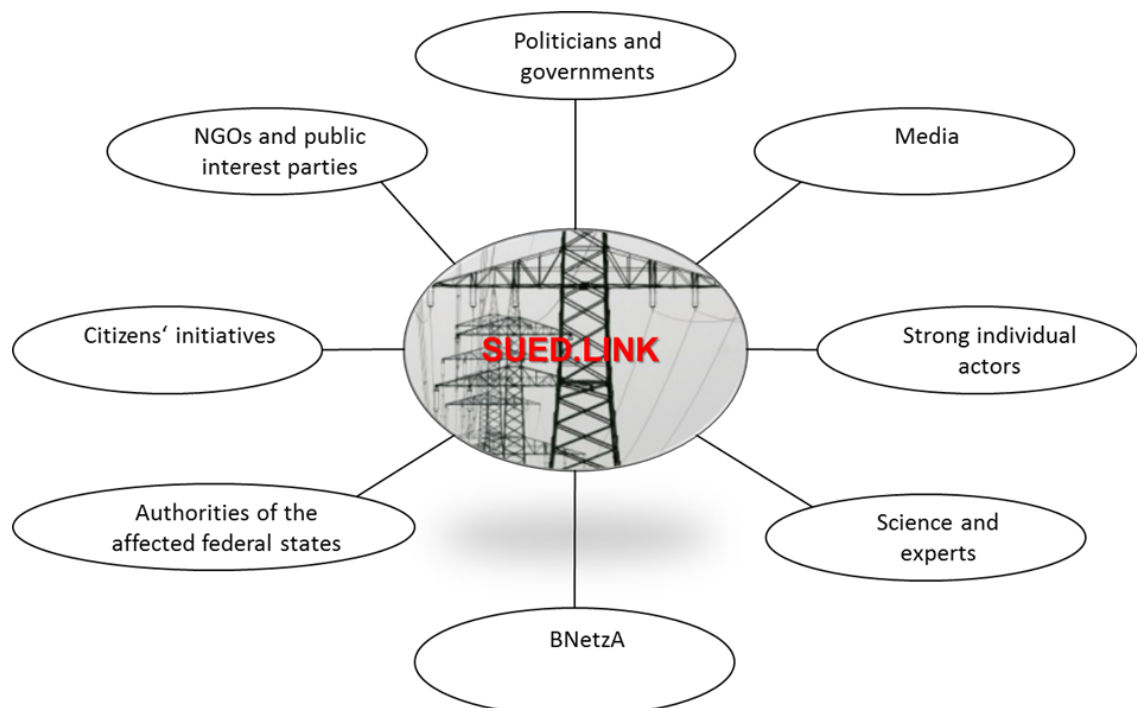 Politicians and
governments
NGOs and public
interest parties
Media
Citizens‘ initiatives
SUED.LINK
Strong individual
actors
Authorities of the
affected federal states
Science and
experts
BNetzA